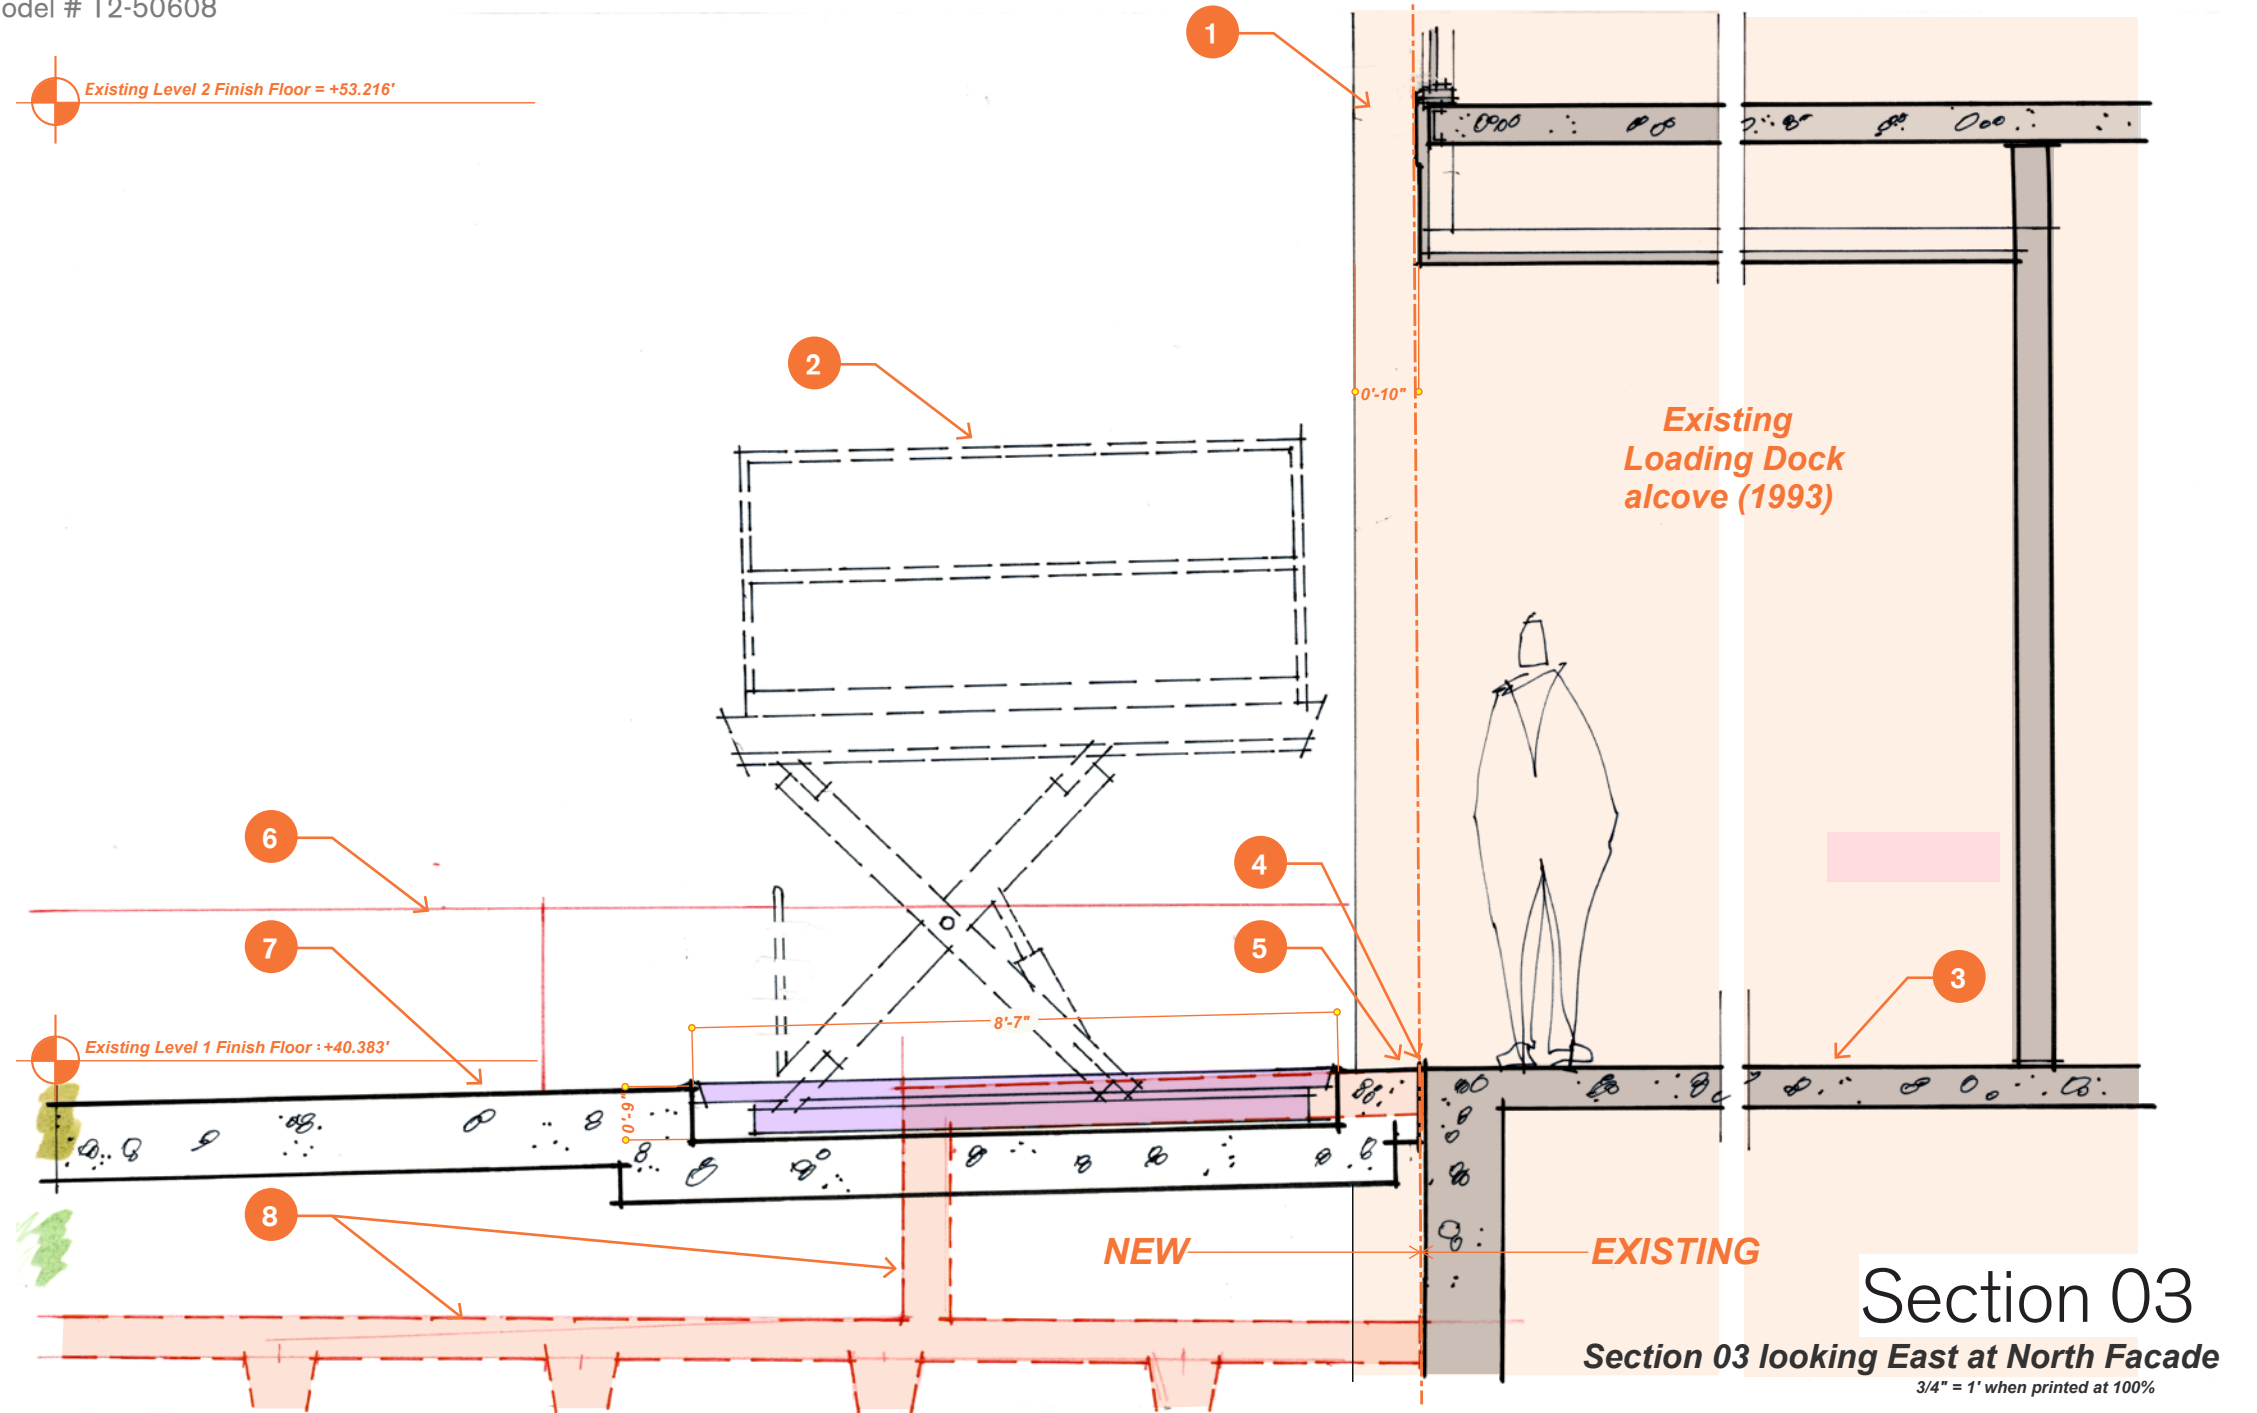 odel # T2-50608
1
Existing Level 2 Finish Floor = +53.216'
2
0'-10"
Existing
Loading Dock
alcove (1993)
6
4
7
5
3
8'-7"
Existing Level 1 Finish Floor : +40.383'
0'-9"
8
NEW
EXISTING
Section 03
Section 03 looking East at North Facade
3/4" = 1' when printed at 100%